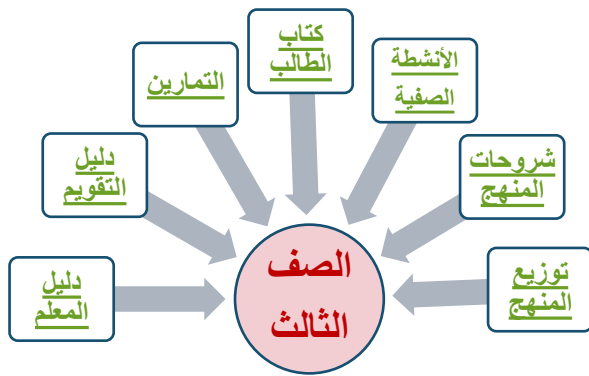 كتاب
الطالب
الأنشطة
الصفية
التمارين
شروحات
المنهج
دليل
التقويم
توزيع
المنهج
دليل
المعلم
الصف
الثالث